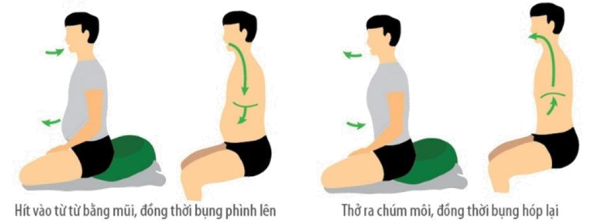 Hít vào từ từ bằng mũi, đồng thời bụng phình lên
Thở ra chúm môi, đồng thời bụng hóp lại